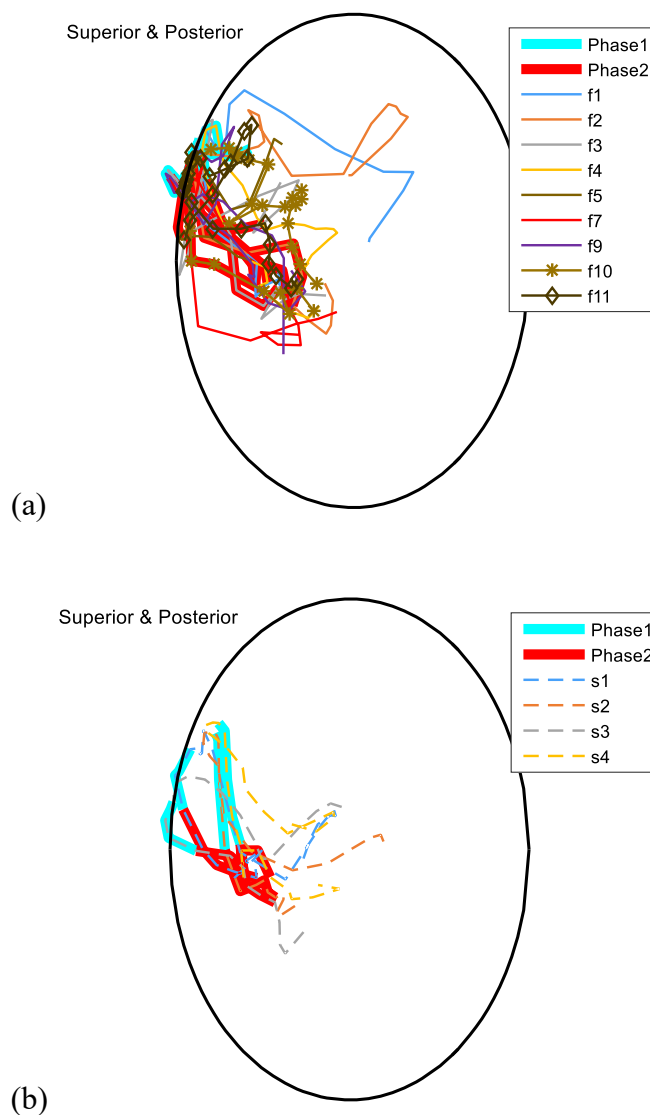 Superior & Posterior
Phase1
Phase2
f1
f2
f3
f4
f5
f7
f9
f10
f11
(a)
Superior & Posterior
Phase1
Phase2
s1
s2
s3
s4
(b)